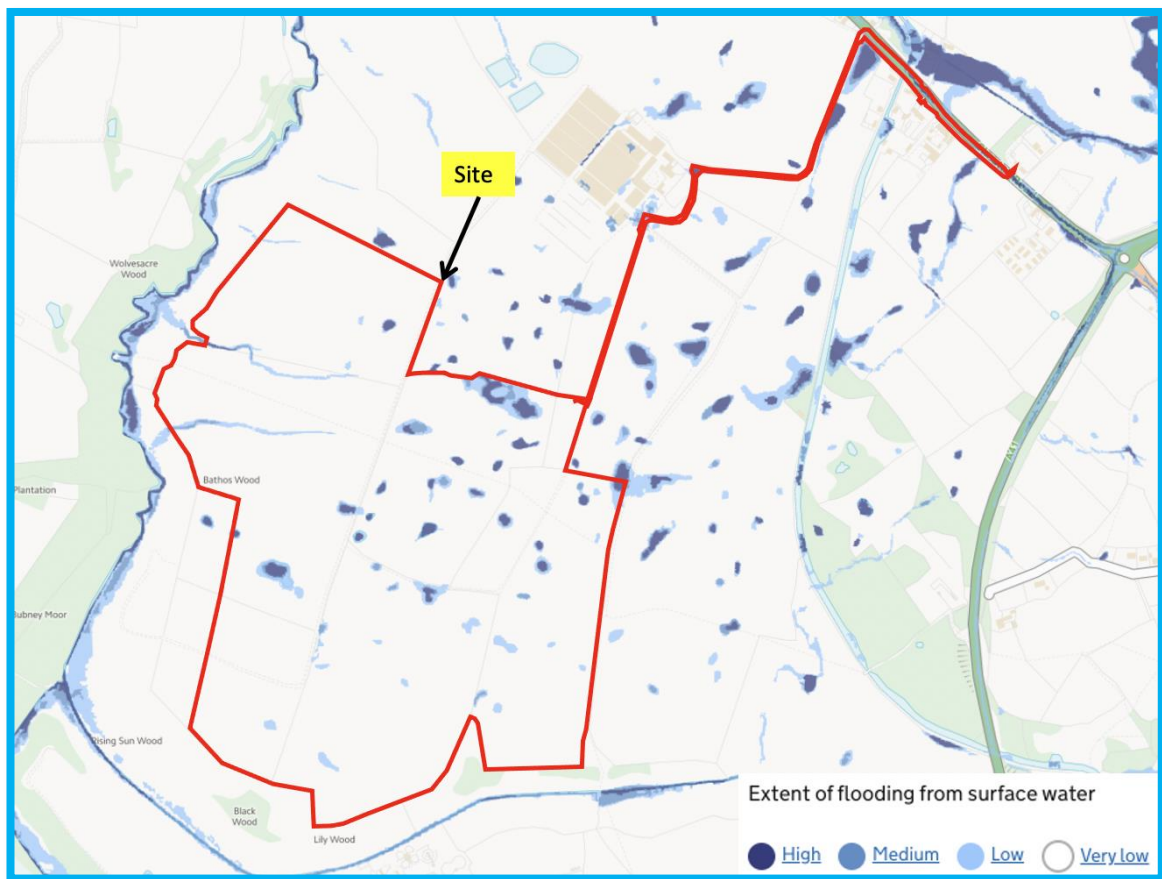 Site
Wolvesacre
Wood
Bathos Wood
Plantation
Iubney Moor
Rising Sun Wood
Black
Wood
Lily Wood
Extent of flooding from surface water
High Medium Low Very low